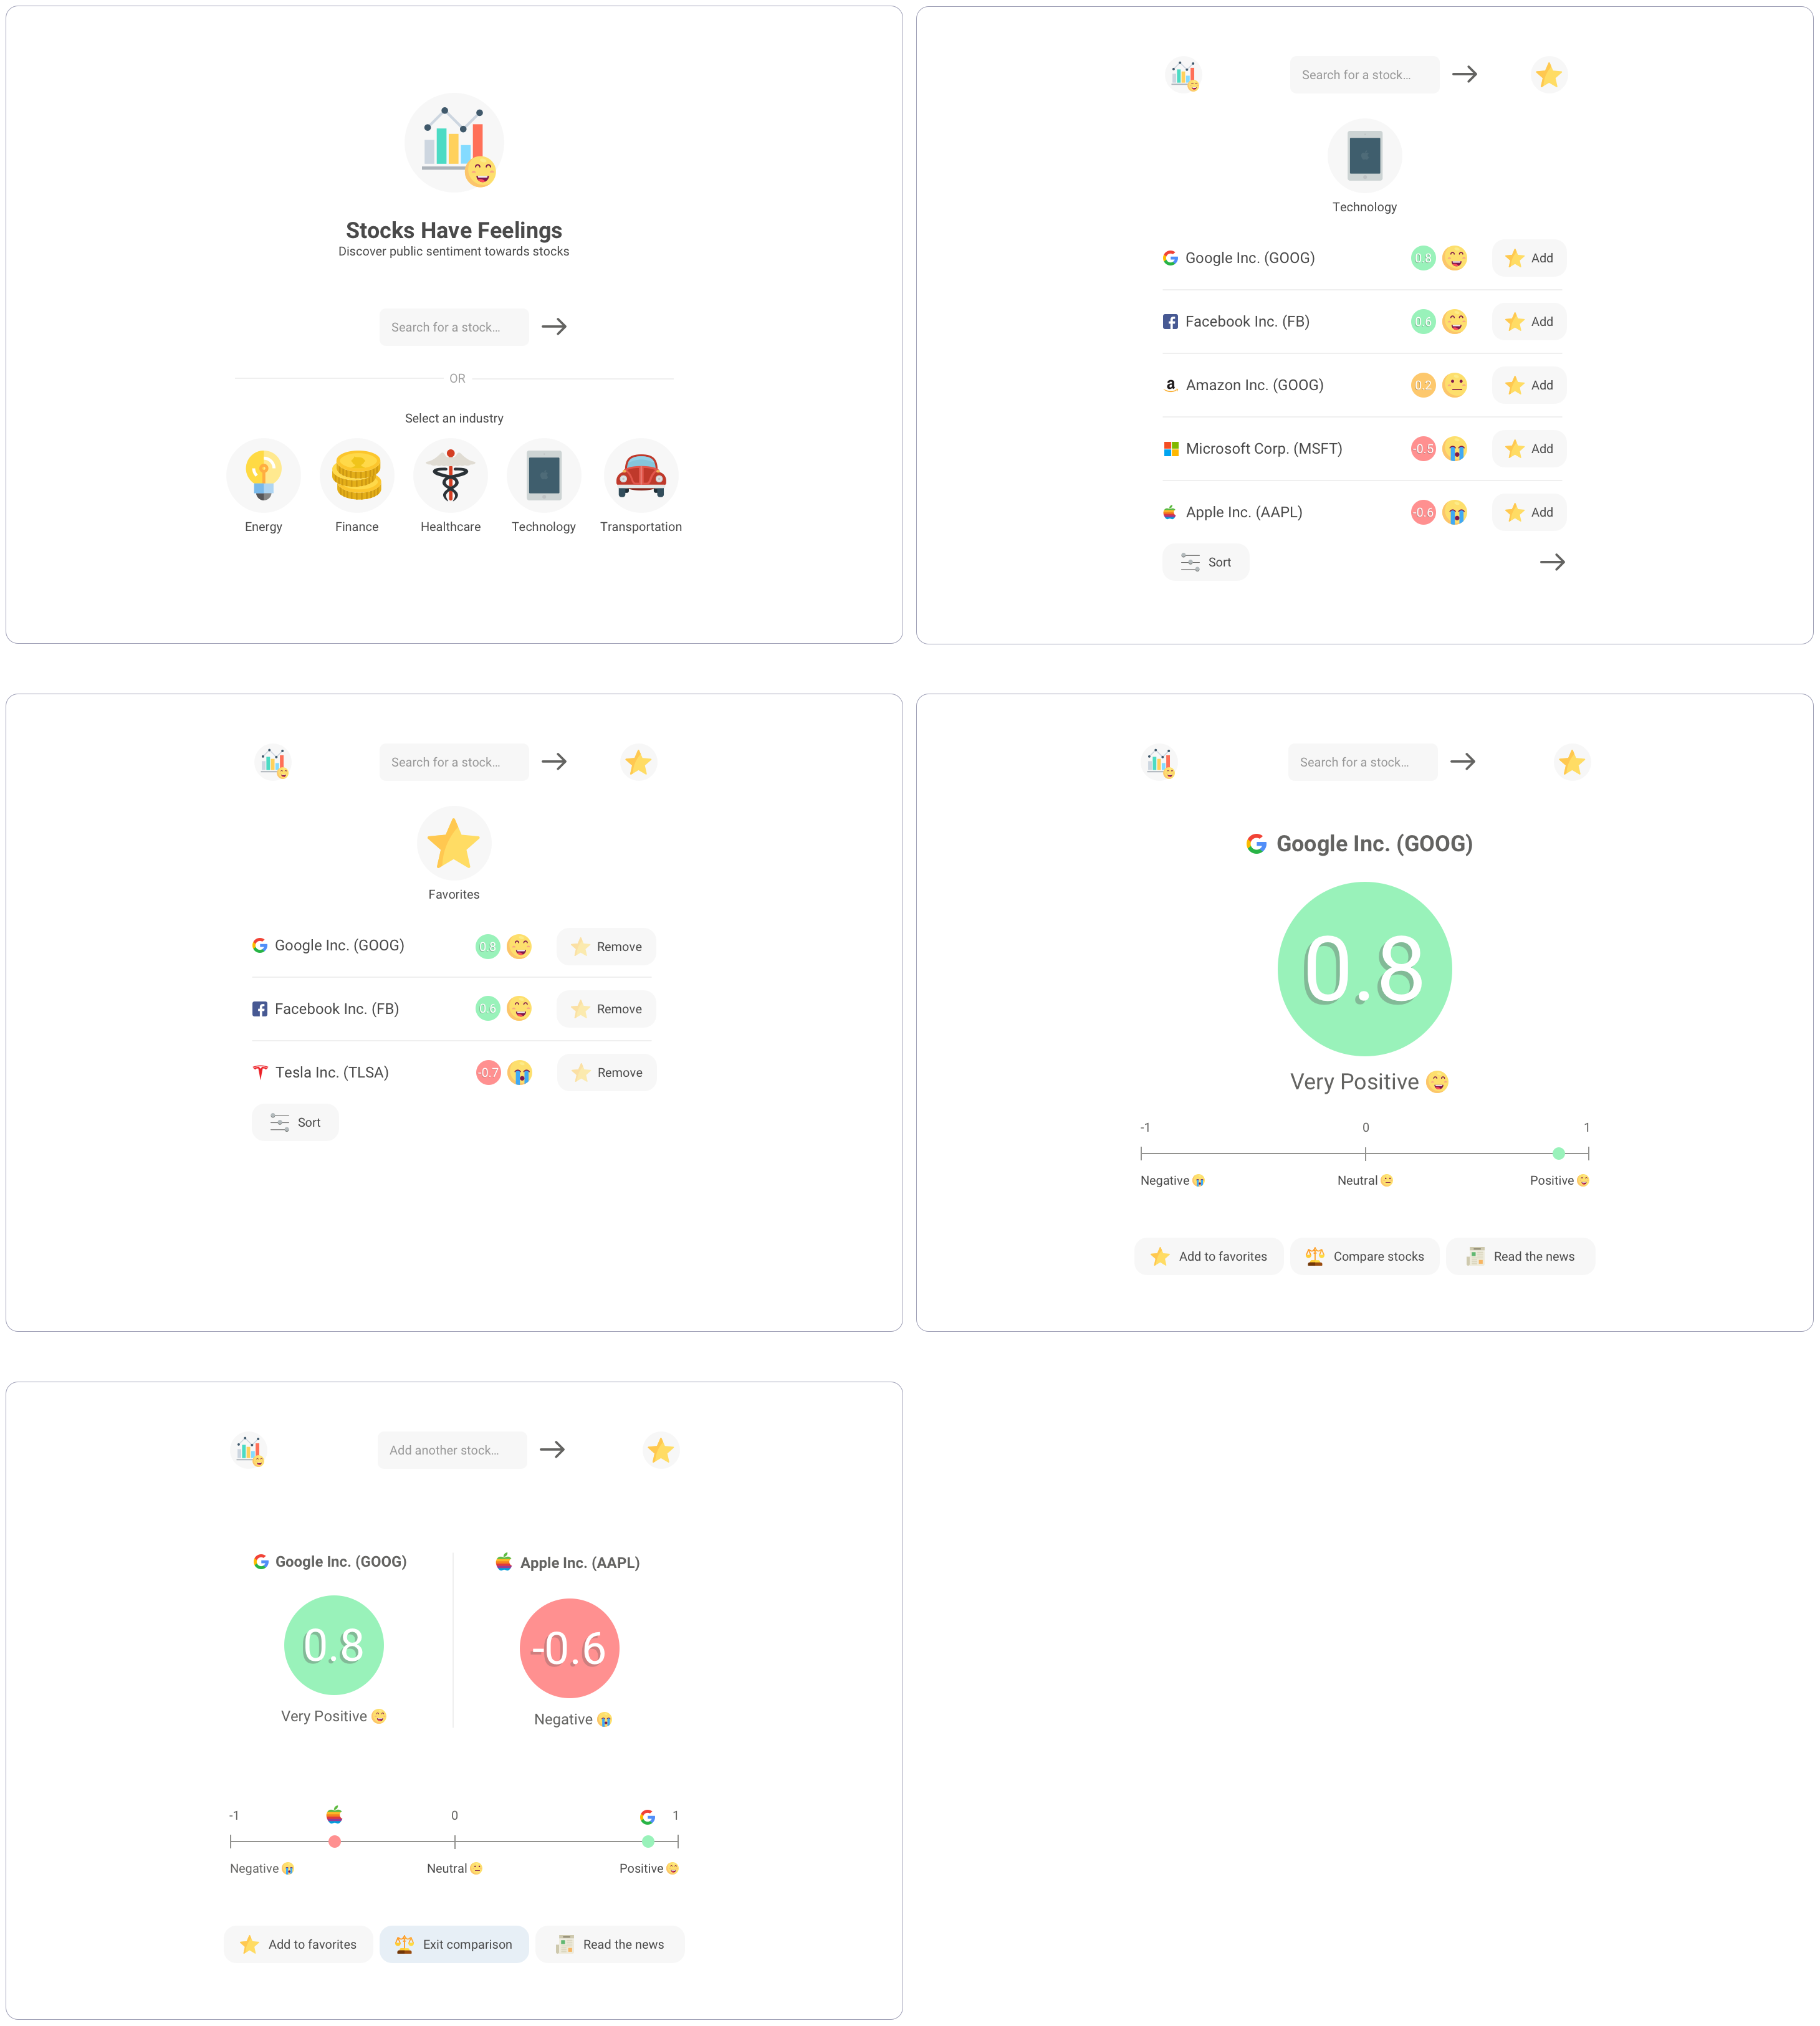 Stocks Have Feelings
Discover public sentiment towards stocks
Search for a stock...
OR
Select an industry
Energy Finance Healthcare Technology Transportation
Search for a stock...
Technology
Google Inc. (GOOG) 0.8 Add
Facebook Inc. (FB) 0.6 Add
a Amazon Inc. (GOOG) 0.2 Add
Microsoft Corp. (MSFT) -0.5 Add
Apple Inc. (AAPL) -0.6 Add
Sort
Search for a stock...
Favorites
Google Inc. (GOOG) 0.8 Remove
Facebook Inc. (FB) 0.6 Remove
Tesla Inc. (TLSA) -0.7 Remove
Sort
Search for a stock...
Google Inc. (GOOG)
0.8
Very Positive
-1 0 1
Negative Neutral Positive
Add to favorites Compare stocks Read the news
Add another stock...
Google Inc. (GOOG) Apple Inc. (AAPL)
0.8 -0.6
Very Positive Negative
-1 0 1
Negative Neutral Positive
Add to favorites Exit comparison Read the news